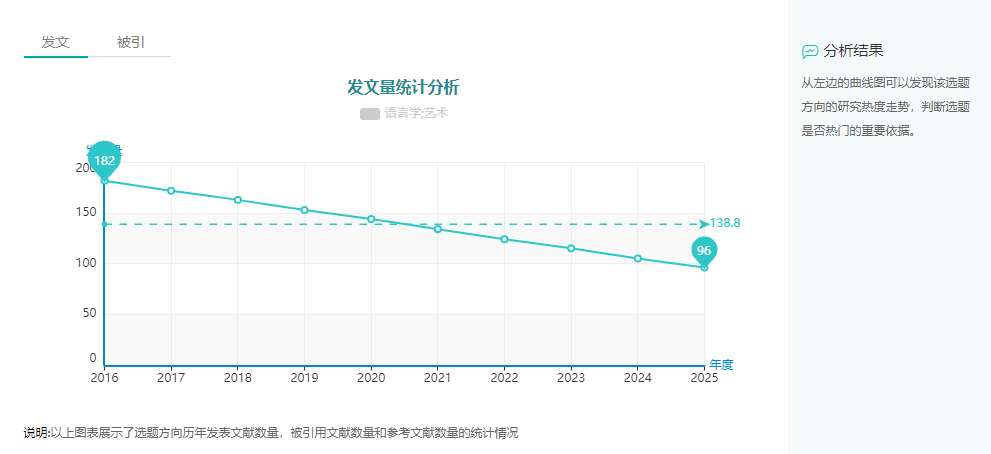 发文 被引
发文量统计分析
语言学;艺术
182
200
150
138.8
100
96
50
0
年度
2016 2017 2018 2019 2020 2021 2022 2023 2024 2025
说明:以上图表展示了选题方向历年发表文献数量，被引用文献数量和参考文献数量的统计情况
分析结果
从左边的曲线图可以发现该选题
方向的研究热度走势，判断选题
是否热门的重要依据。